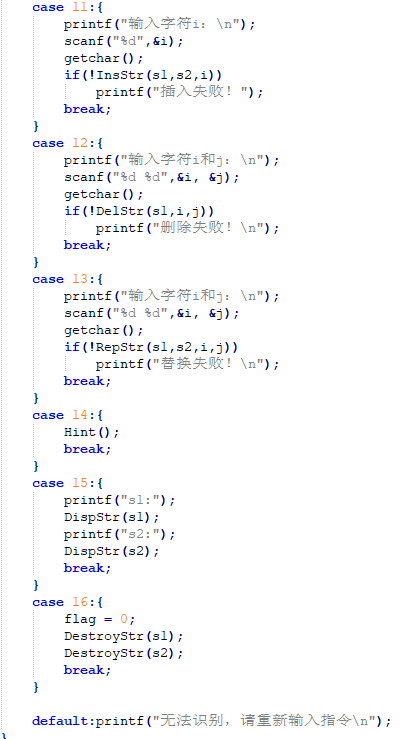 case 11:{
printf("输入字符i：\n");
scanf("%d",&i);
getchar();
if(!InsStr(s1,s2,i))
printf("插入失败！");
break;
}
case 12:{
printf("输入字符i和j：\n");
scanf("%d %d",&i, &j);
getchar();
if(!DelStr(s1,i,j))
printf("删除失败！\n");
break;
}
case 13:{
printf("输入字符i和j：\n");
scanf("%d %d",&i, &j);
getchar();
if(!RepStr(s1,s2,i,j))
printf("替换失败！\n");
break;
}
case 14:{
Hint();
break;
}
case 15:{
printf("s1:");
DispStr(s1);
printf("s2:");
DispStr(s2);
break;
}
case 16:{
flag = 0;
DestroyStr(s1);
DestroyStr(s2);
break;
}
default:printf("无法识别，请重新输入指令\n");
}